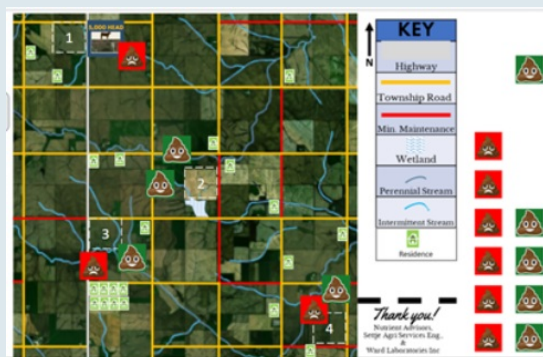 5,000 HEAD
1
2
3
4
KEY
N
Highway
Township Road
Min. Maintenance
Wetland
Perennial Stream
Intermittent Stream
Residence
Thank you!
Nutrient Advisors,
Settje Agri Services Eng.,
&
Ward Laboratories Inc